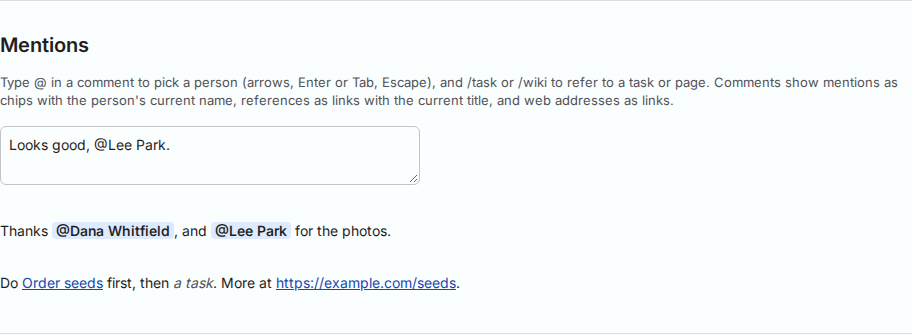 Mentions
Type @ in a comment to pick a person (arrows, Enter or Tab, Escape), and /task or /wiki to refer to a task or page. Comments show mentions as
chips with the person's current name, references as links with the current title, and web addresses as links.
Looks good, @Lee Park.
Thanks @Dana Whitfield, and @Lee Park for the photos.
Do Order seeds first, then a task. More at https://example.com/seeds.